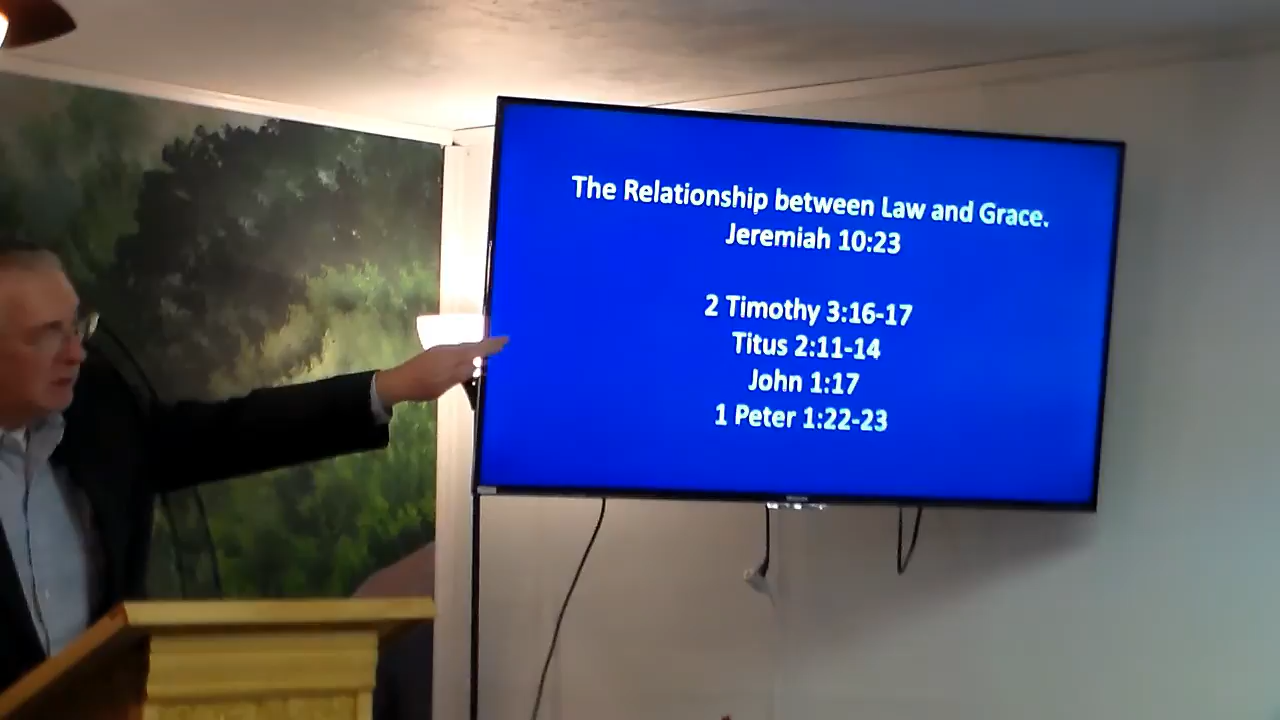 The Relationship between Law and Grace.
Jeremiah 10:23
2 Timothy 3:16-17
Titus 2:11-14
John 1:17
1 Peter 1:22-23